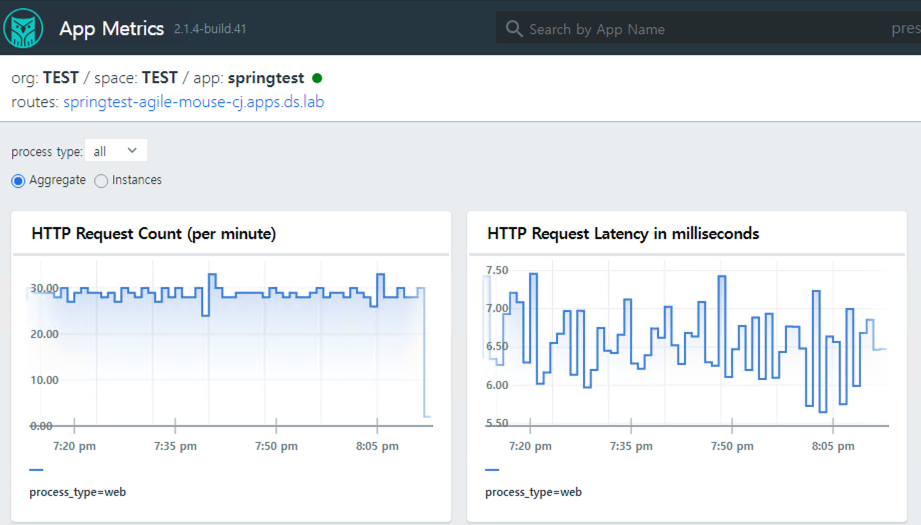 App Metrics 2.1.4-build.41 Search by App Name pres
org: TEST / space: TEST / app: springtest
routes: springtest-agile-mouse-cj.apps.ds.lab
process type: all
Aggregate Instances
HTTP Request Count (per minute)
30.00
20.00
10.00
0.00
7:20 pm 7:35 pm 7:50 pm 8:05 pm
process_type=web
HTTP Request Latency in milliseconds
7.50
7.00
6.50
6.00
5.50
7:20 pm 7:35 pm 7:50 pm 8:05 pm
process_type=web